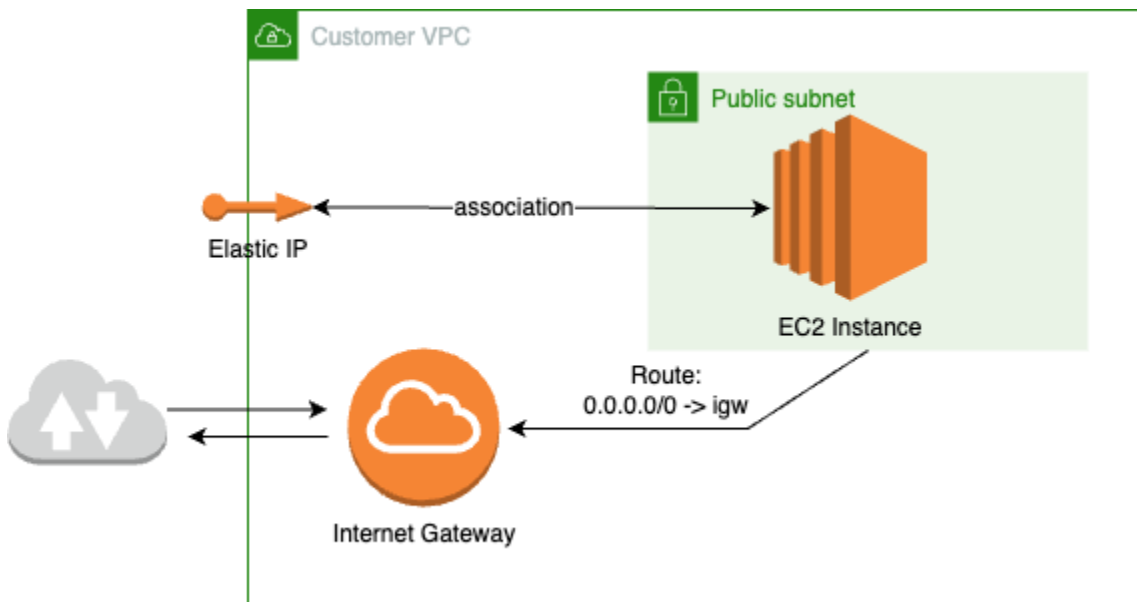 Customer VPC
Public subnet
association
Elastic IP
EC2 Instance
Route:
0.0.0.0/0 -> igw
Internet Gateway